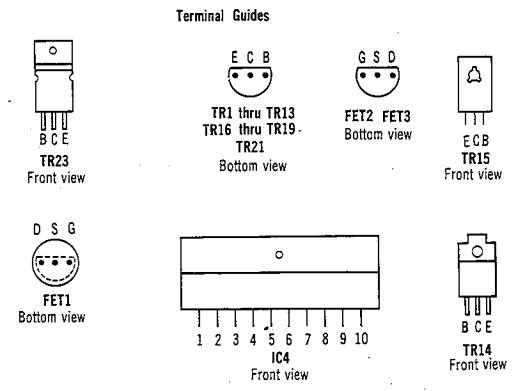 Terminal Guides
B C E
TR23
Front view
E C B
TR1 thru TR13
TR16 thru TR19
TR21
Bottom view
G S D
FET2 FET3
Bottom view
E C B
TR15
Front view
D S G
FET1
Bottom view
1 2 3 4 5 6 7 8 9 10
IC4
Front view
B C E
TR14
Front view